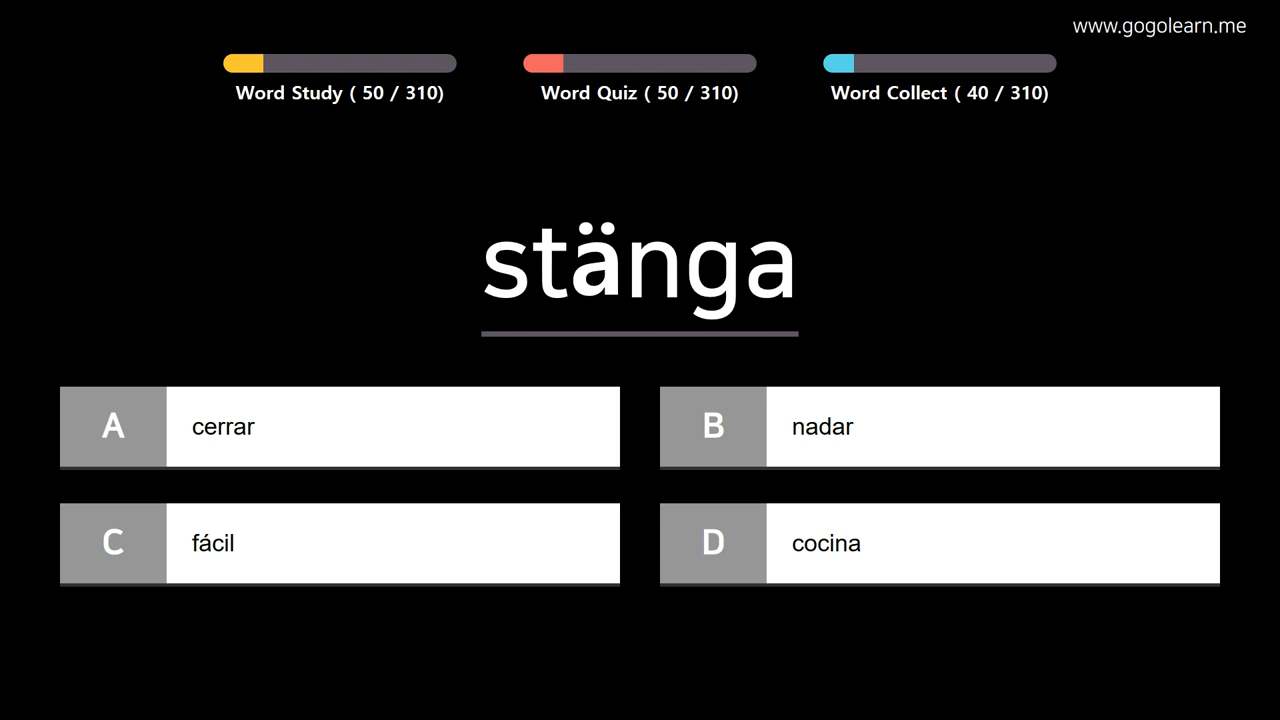 www.gogolearn.me
Word Study ( 50 / 310)
Word Quiz ( 50 / 310)
Word Collect ( 40 / 310)
stänga
A cerrar
B nadar
C fácil
D cocina